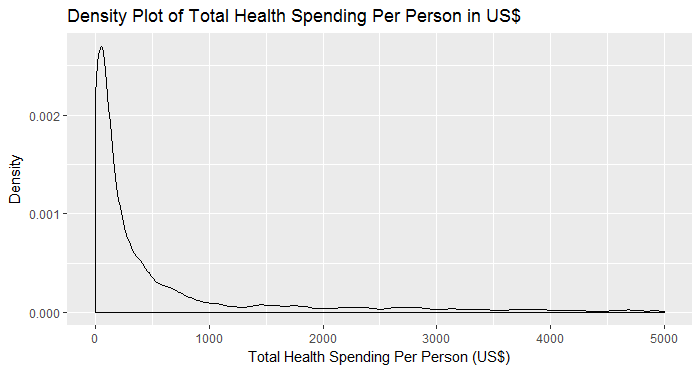 Density Plot of Total Health Spending Per Person in US$
0.002
0.001
0.000
Density
0 1000 2000 3000 4000 5000
Total Health Spending Per Person (US$)